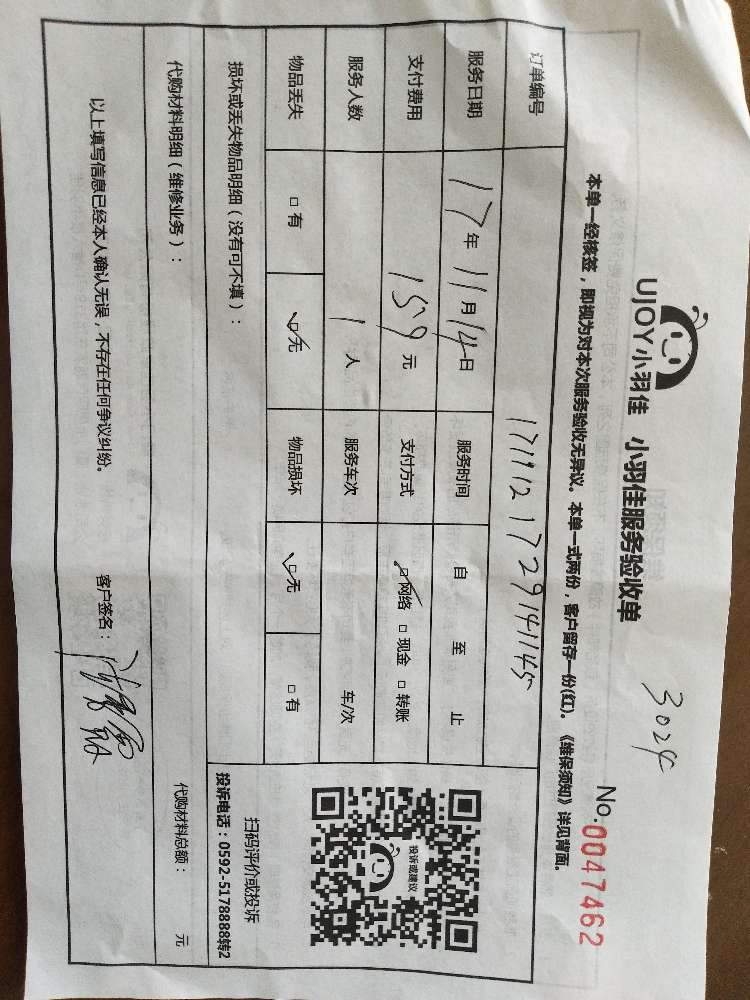 3024
UJOY小羽佳 小羽佳服务验收单
No.0047462
本单一经核签，即视为对本次服务验收无异议。本单一式两份，客户留存一份(红)。《维保须知》详见背面。
订单编号 1711121729141145
服务日期 17年11月14日 服务时间 自 至 止
支付费用 159元 支付方式 ☑网络 □现金 □转账
服务人数 1人 服务车次 车/次
物品丢失 □有 ☑无 物品损坏 ☑无 □有
损坏或丢失物品明细（没有可不填）：
投诉或建议
扫码评价或投诉
投诉电话：0592-5178888转2
代购材料明细（维修业务）： 代购材料总额： 元
以上填写信息已经本人确认无误，不存在任何争议纠纷。 客户签名：